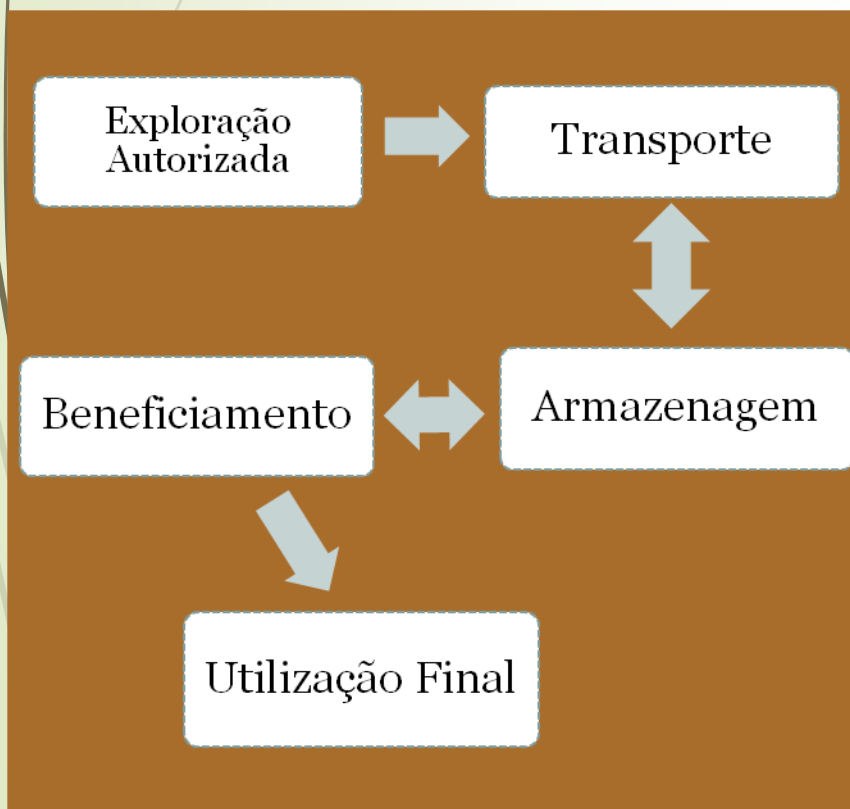 Exploração
Autorizada
Transporte
Beneficiamento
Armazenagem
Utilização Final